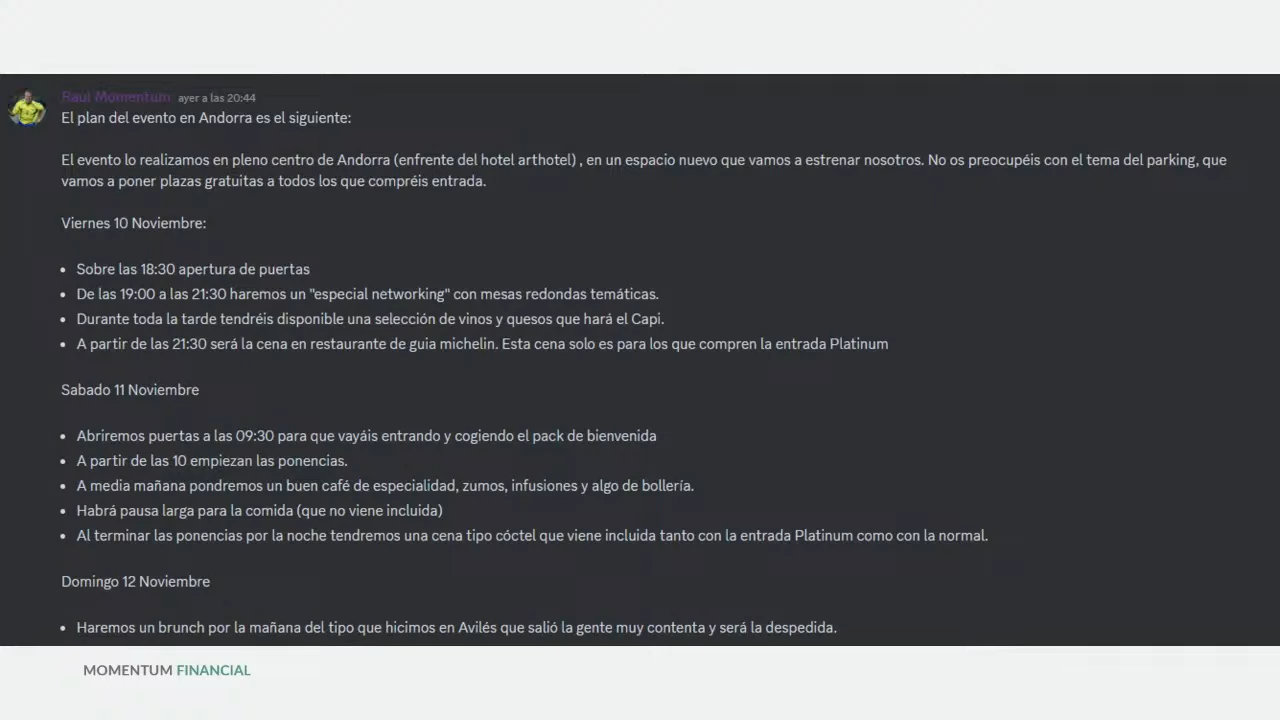 Raul Momentum ayer a las 20:44
El plan del evento en Andorra es el siguiente:
El evento lo realizamos en pleno centro de Andorra (enfrente del hotel arthotel) , en un espacio nuevo que vamos a estrenar nosotros. No os preocupéis con el tema del parking, que
vamos a poner plazas gratuitas a todos los que compréis entrada.
Viernes 10 Noviembre:
• Sobre las 18:30 apertura de puertas
• De las 19:00 a las 21:30 haremos un "especial networking" con mesas redondas temáticas.
• Durante toda la tarde tendréis disponible una selección de vinos y quesos que hará el Capi.
• A partir de las 21:30 será la cena en restaurante de guia michelin. Esta cena solo es para los que compren la entrada Platinum
Sabado 11 Noviembre
• Abriremos puertas a las 09:30 para que vayáis entrando y cogiendo el pack de bienvenida
• A partir de las 10 empiezan las ponencias.
• A media mañana pondremos un buen café de especialidad, zumos, infusiones y algo de bollería.
• Habrá pausa larga para la comida (que no viene incluida)
• Al terminar las ponencias por la noche tendremos una cena tipo cóctel que viene incluida tanto con la entrada Platinum como con la normal.
Domingo 12 Noviembre
• Haremos un brunch por la mañana del tipo que hicimos en Avilés que salió la gente muy contenta y será la despedida.
MOMENTUM FINANCIAL